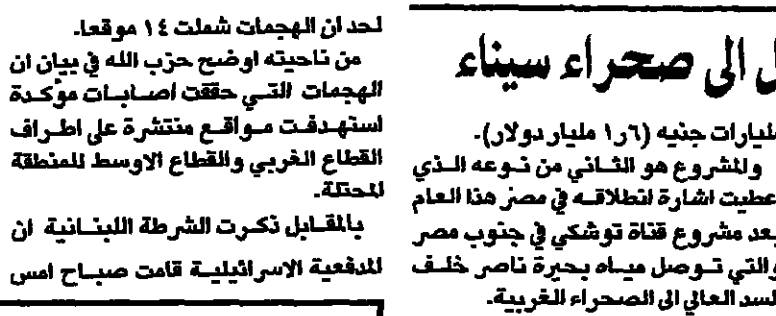 ل الى صحراء سيناء
مليارات جنيه (٦ر١ مليار دولار).
والمشروع هو الثاني من نوعه الذي
عطيت اشارة انطلاقه في مصر هذا العام
بعد مشروع قناة توشكي في جنوب مصر
والتي توصل مياه بحيرة ناصر خلف
لسد العالي الى الصحراء الغربية.
لحد ان الهجمات شملت ١٤ موقعا.
من ناحيته اوضح حزب الله في بيان ان
الهجمات التي حققت اصابات مؤكدة
استهدفت مواقع منتشرة على اطراف
القطاع الغربي والقطاع الاوسط للمنطقة
المحتلة.
بالمقابل ذكرت الشرطة اللبنانية ان
المدفعية الاسرائيلية قامت صباح امس